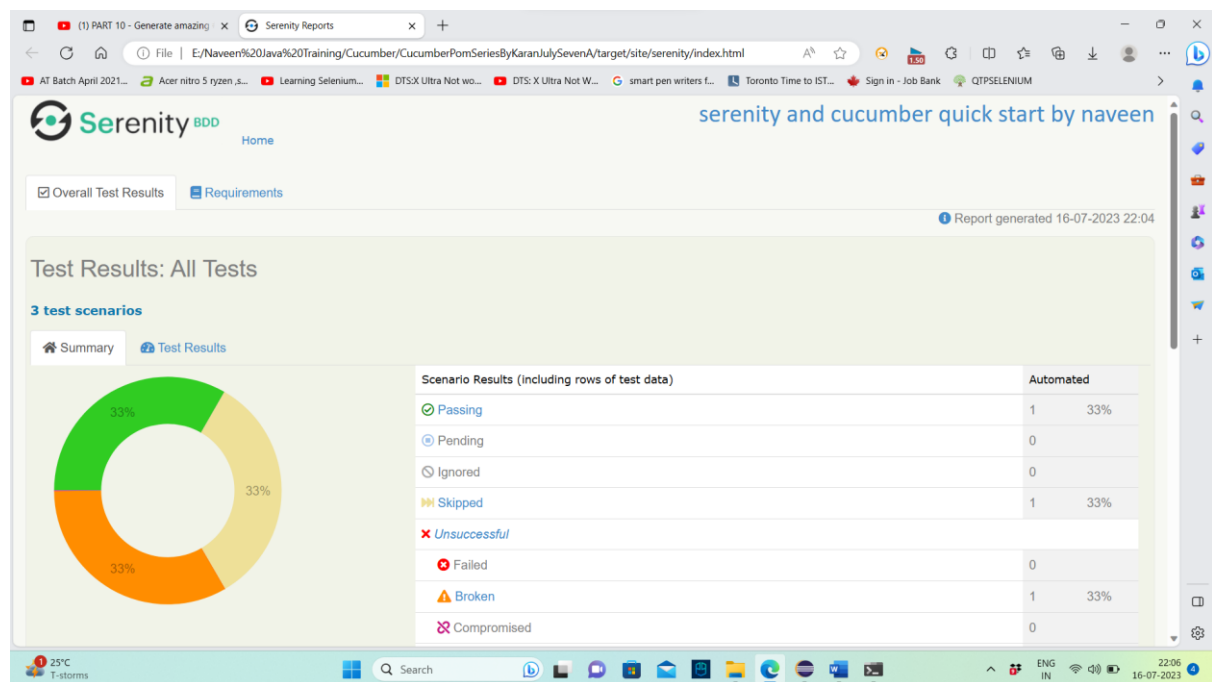 (1) PART 10 - Generate amazing
Serenity Reports
File | E:/Naveen%20Java%20Training/Cucumber/CucumberPomSeriesByKaranJulySevenA/target/site/serenity/index.html
1.50
AT Batch April 2021...
Acer nitro 5 ryzen ,s...
Learning Selenium...
DTS:X Ultra Not wo...
DTS: X Ultra Not W...
smart pen writers f...
Toronto Time to IST...
Sign in - Job Bank
QTPSELENIUM
Serenity BDD
Home
serenity and cucumber quick start by naveen
Overall Test Results
Requirements
Report generated 16-07-2023 22:04
Test Results: All Tests
3 test scenarios
Summary
Test Results
33%
33%
33%
Scenario Results (including rows of test data) Automated
Passing 1 33%
Pending 0
Ignored 0
Skipped 1 33%
Unsuccessful
Failed 0
Broken 1 33%
Compromised 0
1
25°C
T-storms
Search
ENG
IN
22:06
16-07-2023
4